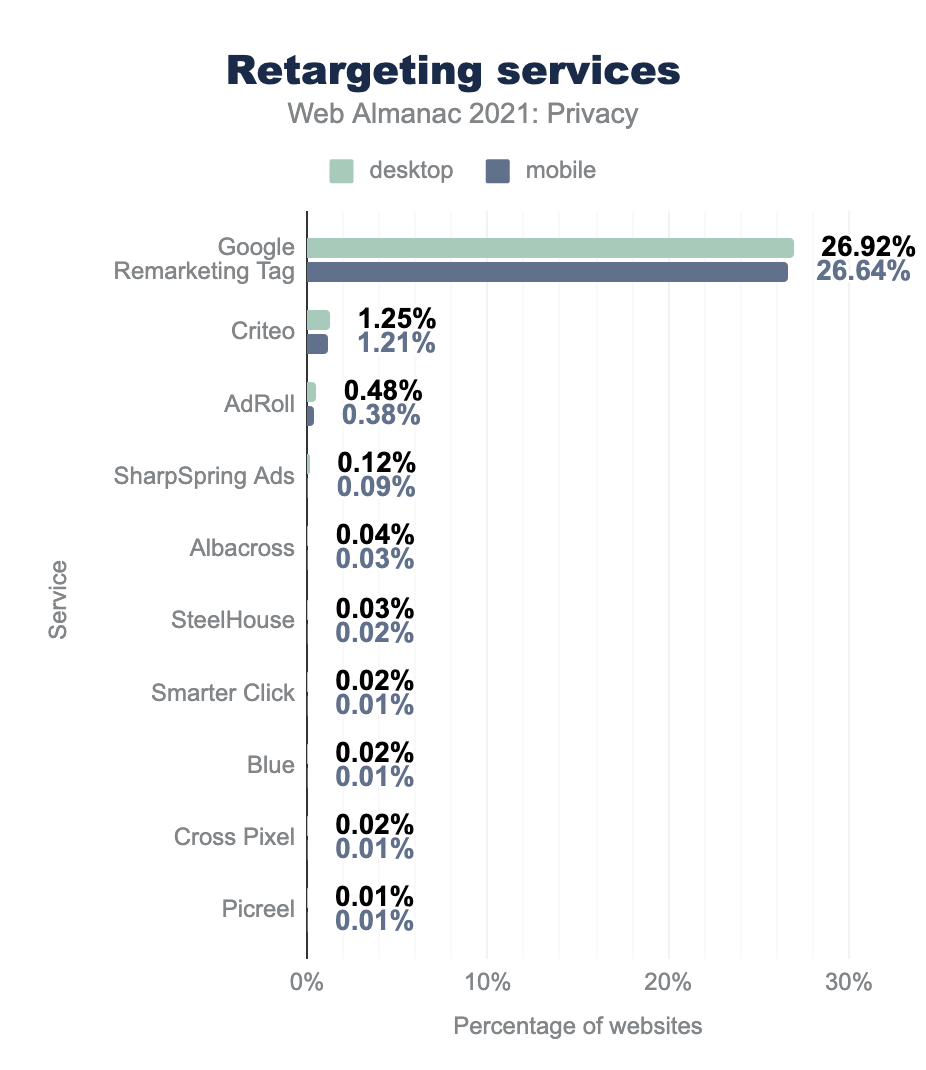 Retargeting services
Web Almanac 2021: Privacy
desktop
mobile
Google
Remarketing Tag
26.92%
26.64%
Criteo
1.25%
1.21%
AdRoll
0.48%
0.38%
SharpSpring Ads
0.12%
0.09%
Albacross
0.04%
0.03%
SteelHouse
0.03%
0.02%
Smarter Click
0.02%
0.01%
Blue
0.02%
0.01%
Cross Pixel
0.02%
0.01%
Picreel
0.01%
0.01%
Service
0%
10%
20%
30%
Percentage of websites